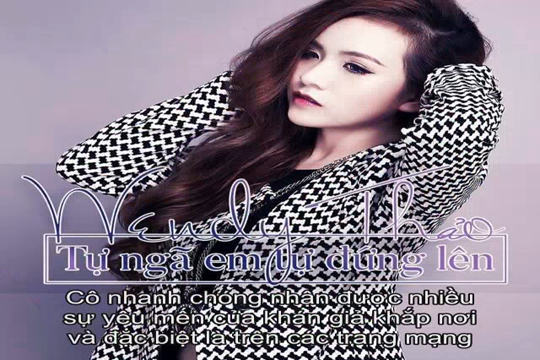 Wendy Thảo
Tự ngã em tự đứng lên
Cô nhanh chóng nhận được nhiều
sự yêu mến của khán giả khắp nơi
và đặc biệt là trên các trang mạng